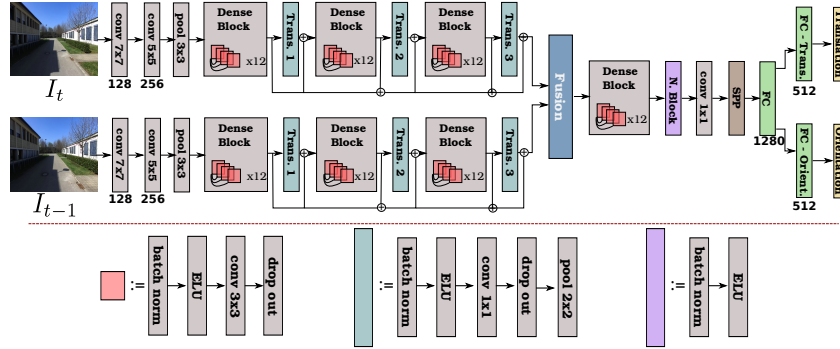 conv 7x7
128
conv 5x5
256
pool 3x3
Dense
Block
x12
Trans. 1
Dense
Block
x12
Trans. 2
Dense
Block
x12
Trans. 3
I_t
conv 7x7
128
conv 5x5
256
pool 3x3
Dense
Block
x12
Trans. 1
Dense
Block
x12
Trans. 2
Dense
Block
x12
Trans. 3
I_{t-1}
Fusion
Dense
Block
x12
N. Block
conv 1x1
SPP
FC
1280
FC - Trans.
512
FC - Orient.
512
:=
batch norm
ELU
conv 3x3
drop out
:=
batch norm
ELU
conv 1x1
drop out
pool 2x2
:=
batch norm
ELU